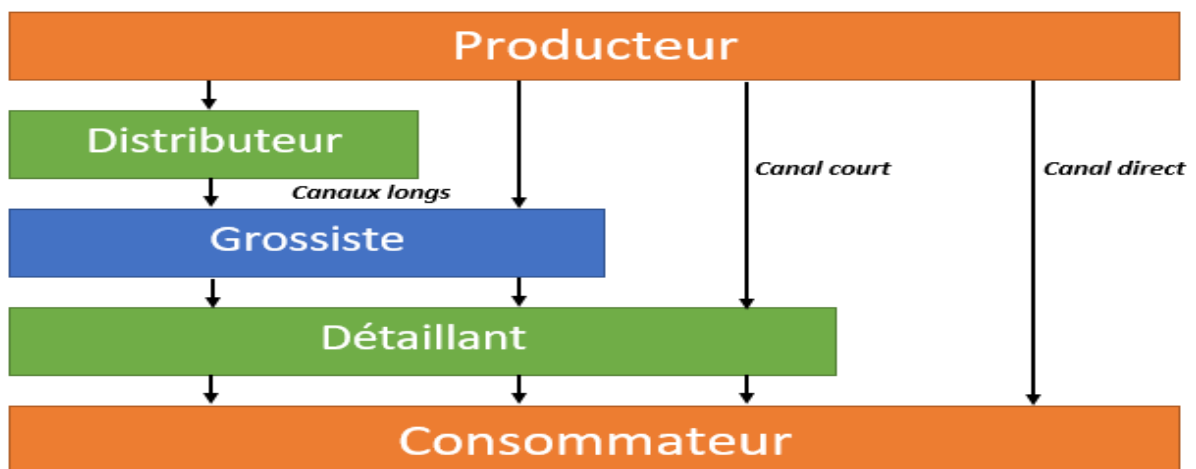 Producteur
Distributeur
Canal court
Canal direct
Canaux longs
Grossiste
Détaillant
Consommateur